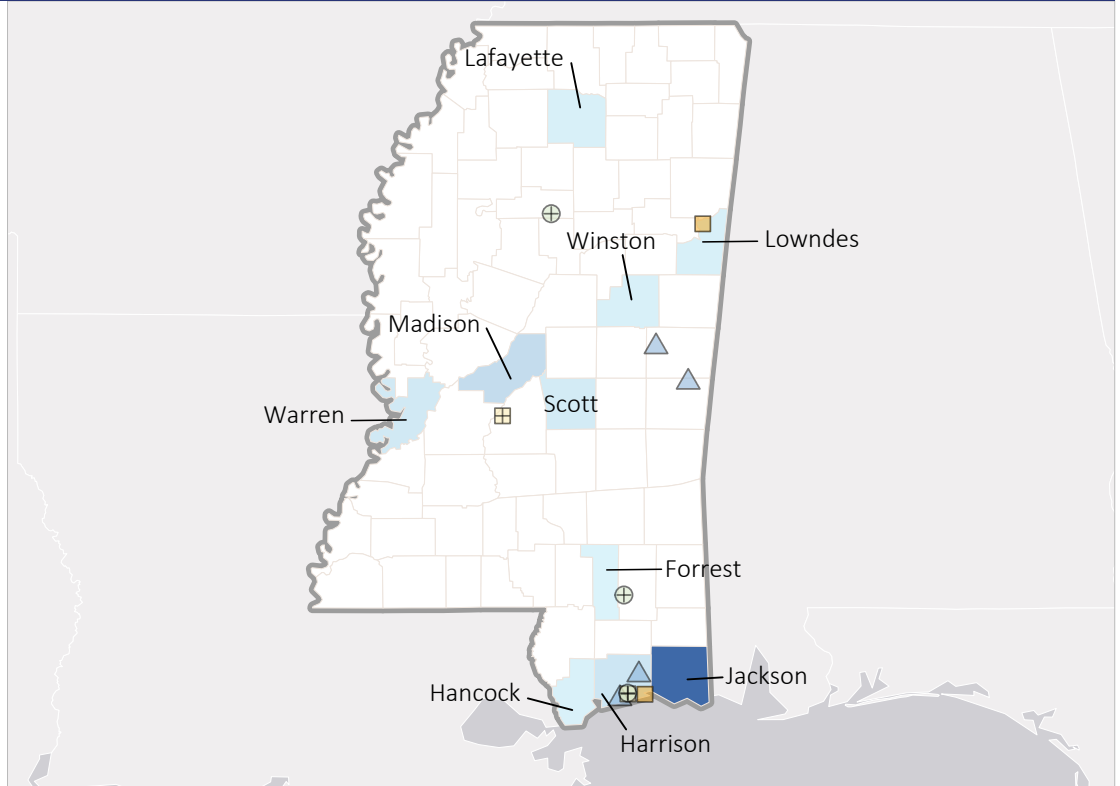 Lafayette
Winston
Lowndes
Madison
Scott
Warren
Forrest
Jackson
Hancock
Harrison